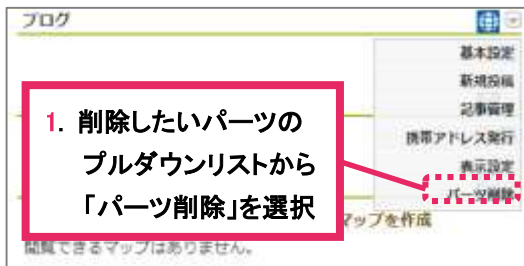 ブログ
基本設定
新規投稿
記事管理
携帯アドレス発行
表示設定
パーツ削除
1. 削除したいパーツの
プルダウンリストから
「パーツ削除」を選択
マップを作成
閲覧できるマップはありません。